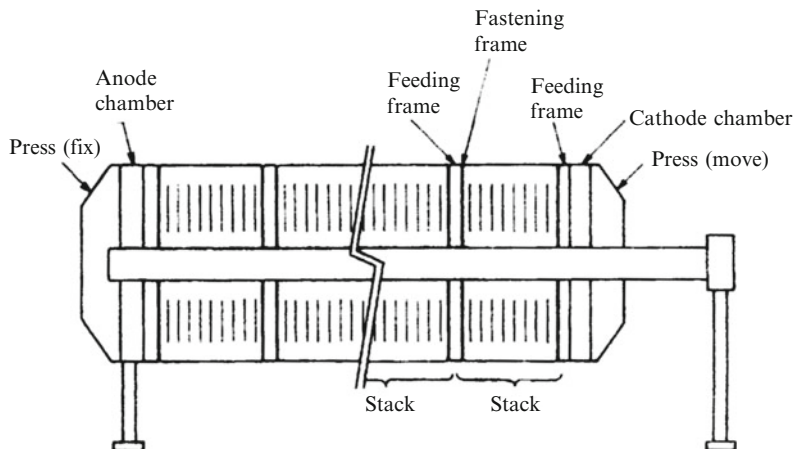 Fastening
frame
Anode
chamber
Feeding
frame
Feeding
frame
Cathode chamber
Press (fix)
Press (move)
Stack
Stack